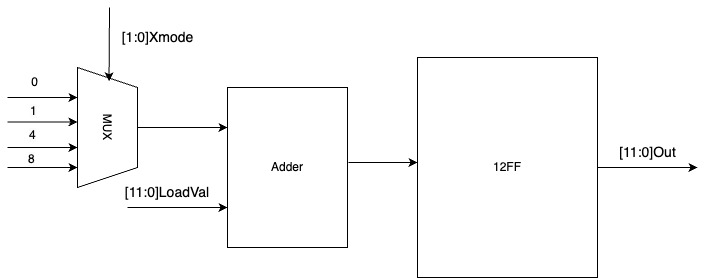 [1:0]Xmode
0
1
4
8
MUX
[11:0]LoadVal
Adder
12FF
[11:0]Out